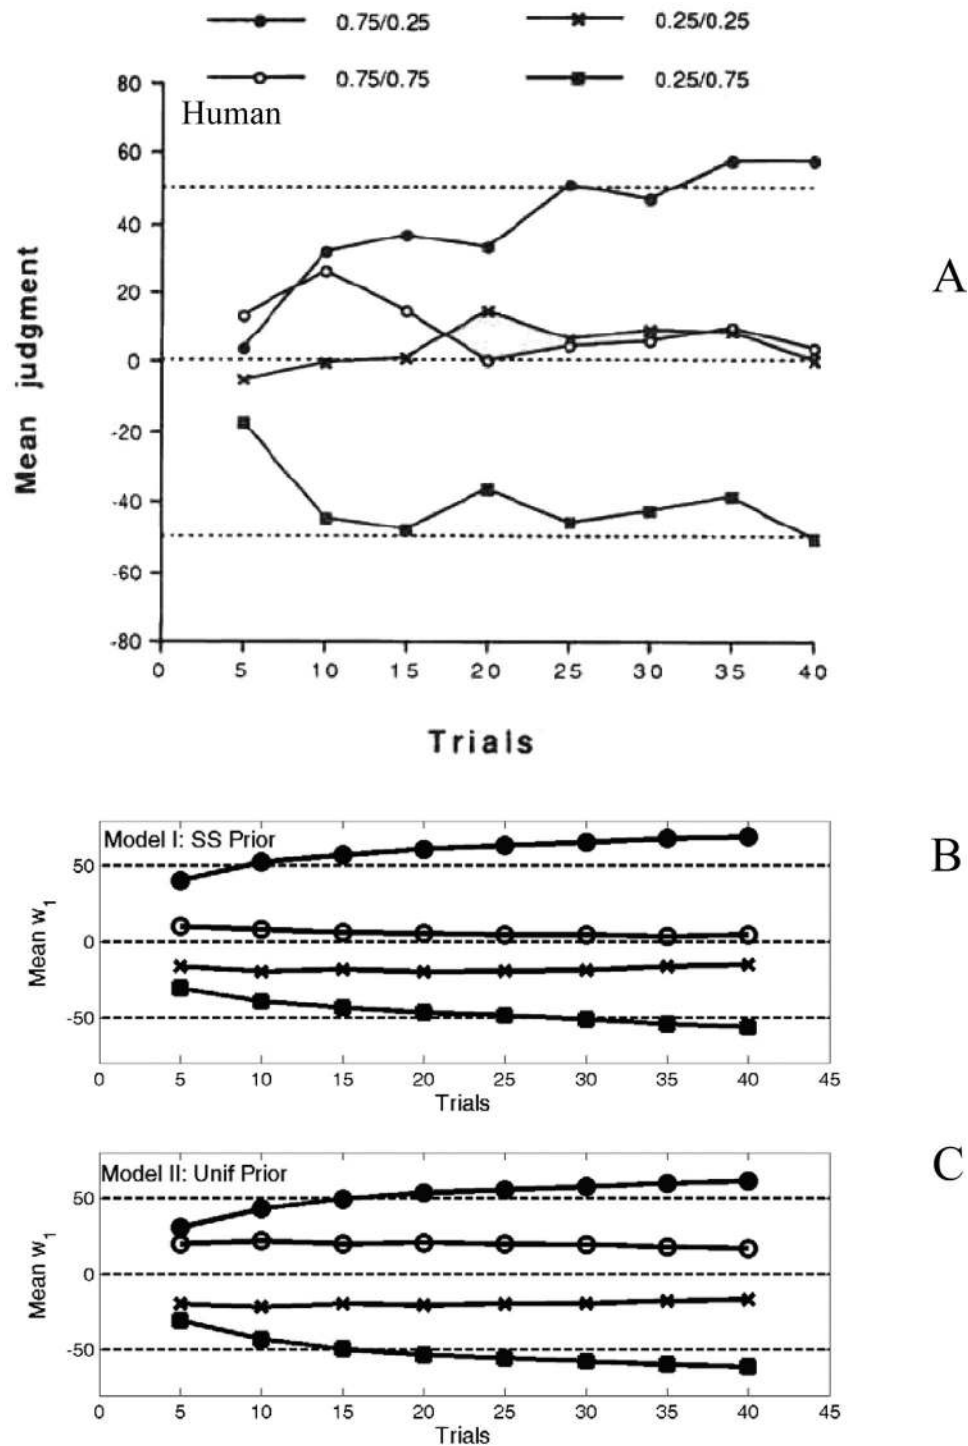 0.75/0.25 0.25/0.25
0.75/0.75 0.25/0.75
Human
80
60
40
20
0
-20
-40
-60
-80
Mean judgment
0 5 10 15 20 25 30 35 40
Trials
A
Model I: SS Prior
50
0
-50
Mean w1
0 5 10 15 20 25 30 35 40 45
Trials
B
Model II: Unif Prior
50
0
-50
Mean w1
0 5 10 15 20 25 30 35 40 45
Trials
C